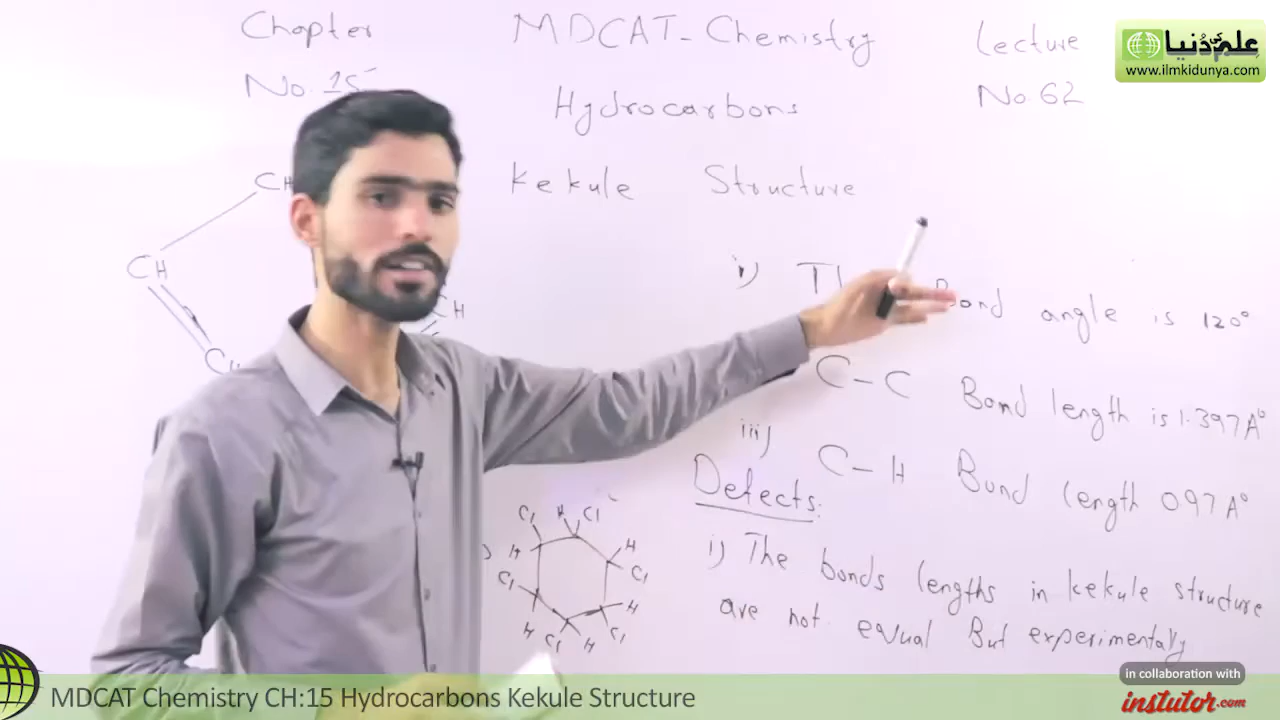 Chapter MDCAT-Chemistry Lecture
No. 15 Hydrocarbons No. 62
علم کی دُنیا
www.ilmkidunya.com
Kekule Structure
CH
CH
H
i) Bond angle is 120°
C-C Bond length is 1.397A°
iii) C-H Bond length 0.97A°
Defects:
i) The bonds lengths in kekule structure
are not equal But experimentally
Cl H Cl
H H
Cl Cl
H H
Cl H Cl
in collaboration with
instutor.com
MDCAT Chemistry CH:15 Hydrocarbons Kekule Structure